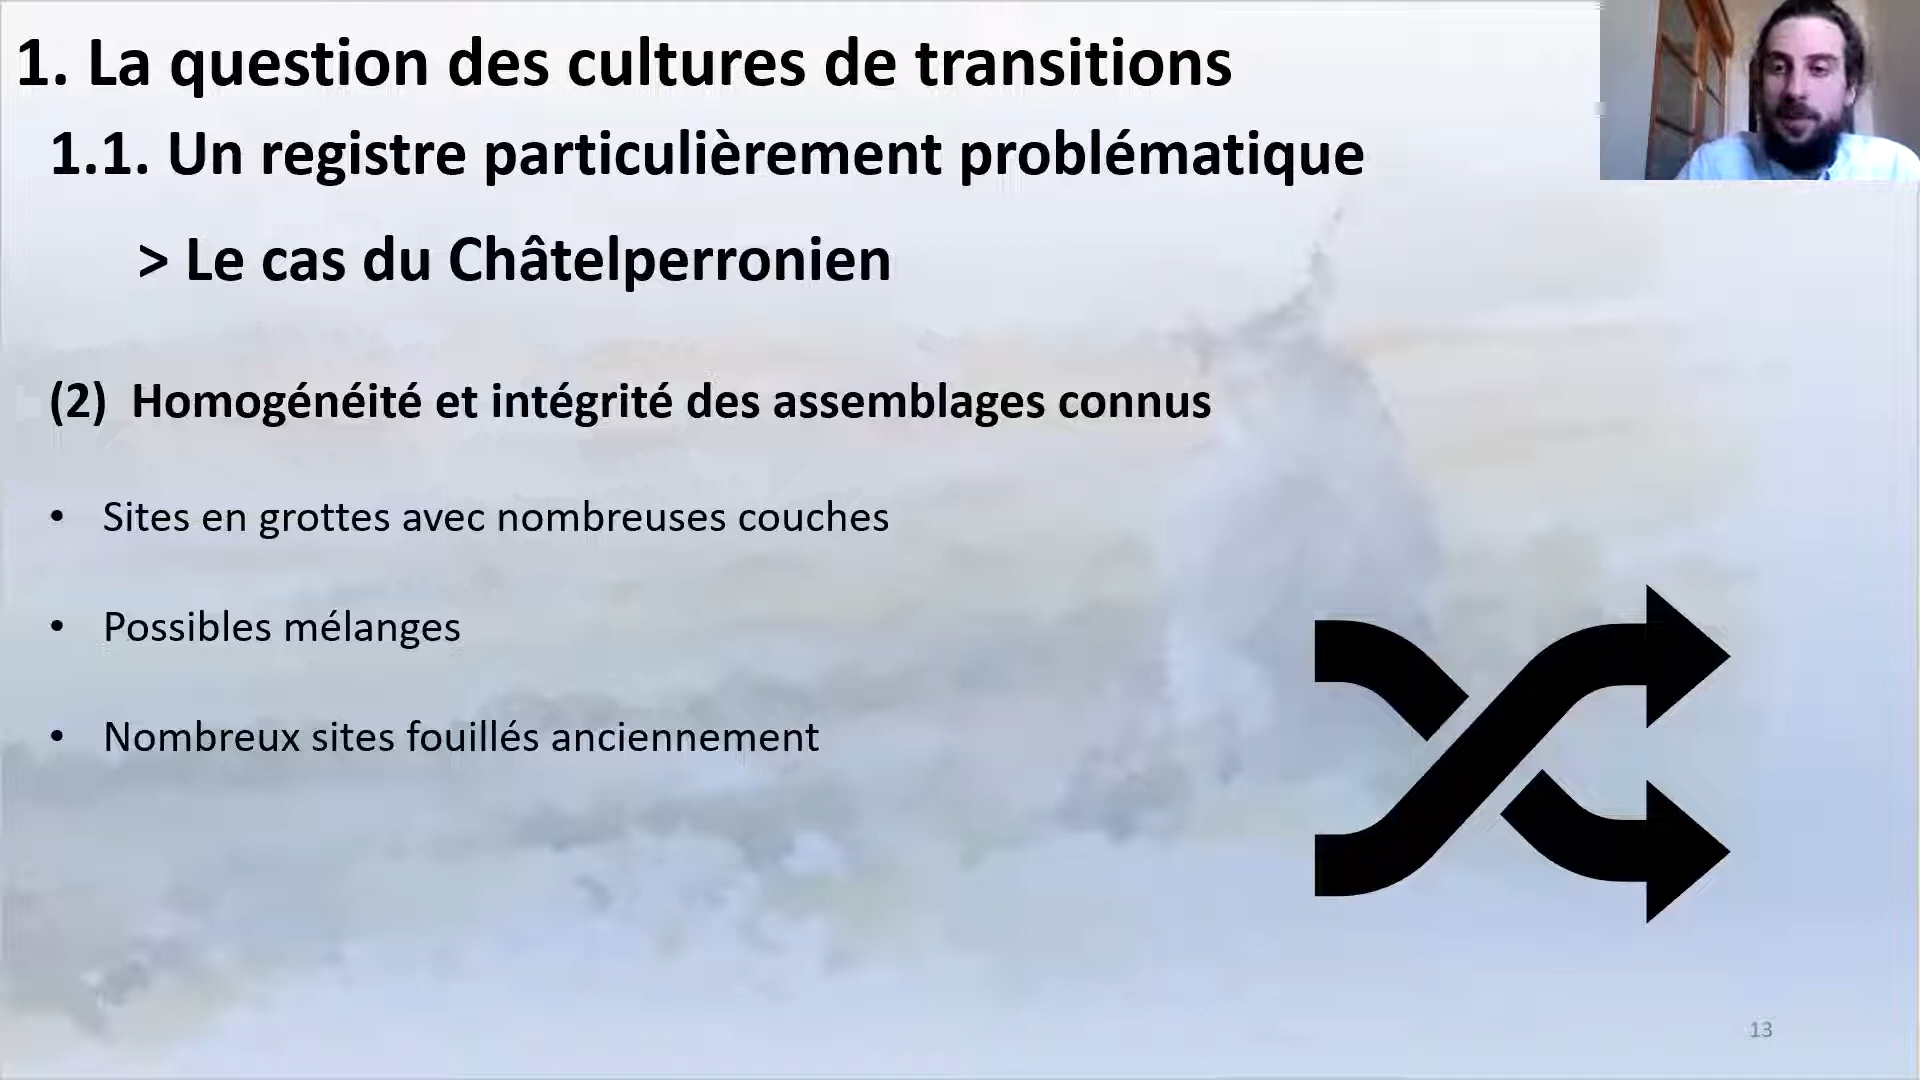 1. La question des cultures de transitions
1.1. Un registre particulièrement problématique
> Le cas du Châtelperronien
(2) Homogénéité et intégrité des assemblages connus
• Sites en grottes avec nombreuses couches
• Possibles mélanges
• Nombreux sites fouillés anciennement
13